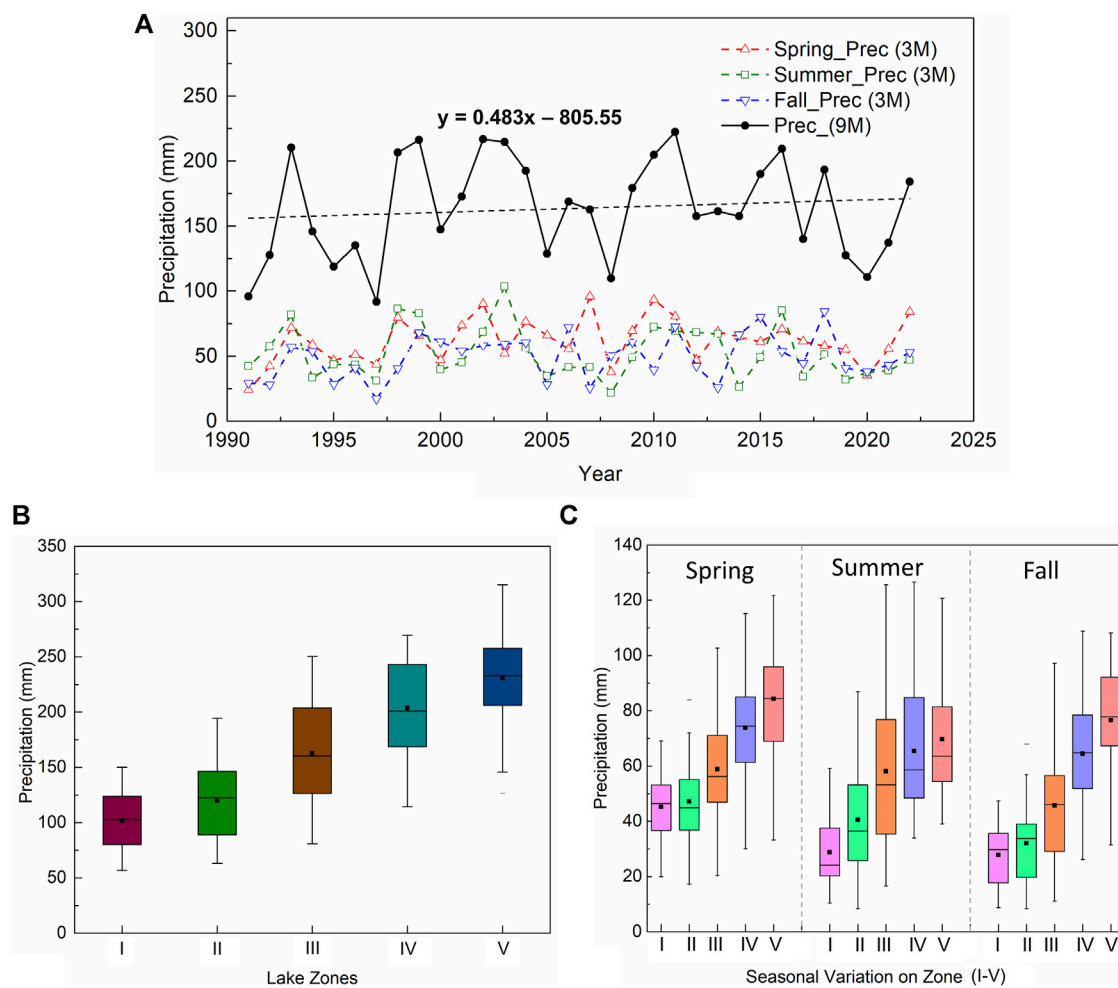 A
300
250
200
150
100
50
0
Precipitation (mm)
Spring_Prec (3M)
Summer_Prec (3M)
Fall_Prec (3M)
Prec_(9M)
y = 0.483x – 805.55
1990 1995 2000 2005 2010 2015 2020 2025
Year
B
350
300
250
200
150
100
50
0
Precipitation (mm)
I II III IV V
Lake Zones
C
140
120
100
80
60
40
20
0
Precipitation (mm)
Spring Summer Fall
I II III IV V I II III IV V I II III IV V
Seasonal Variation on Zone (I-V)